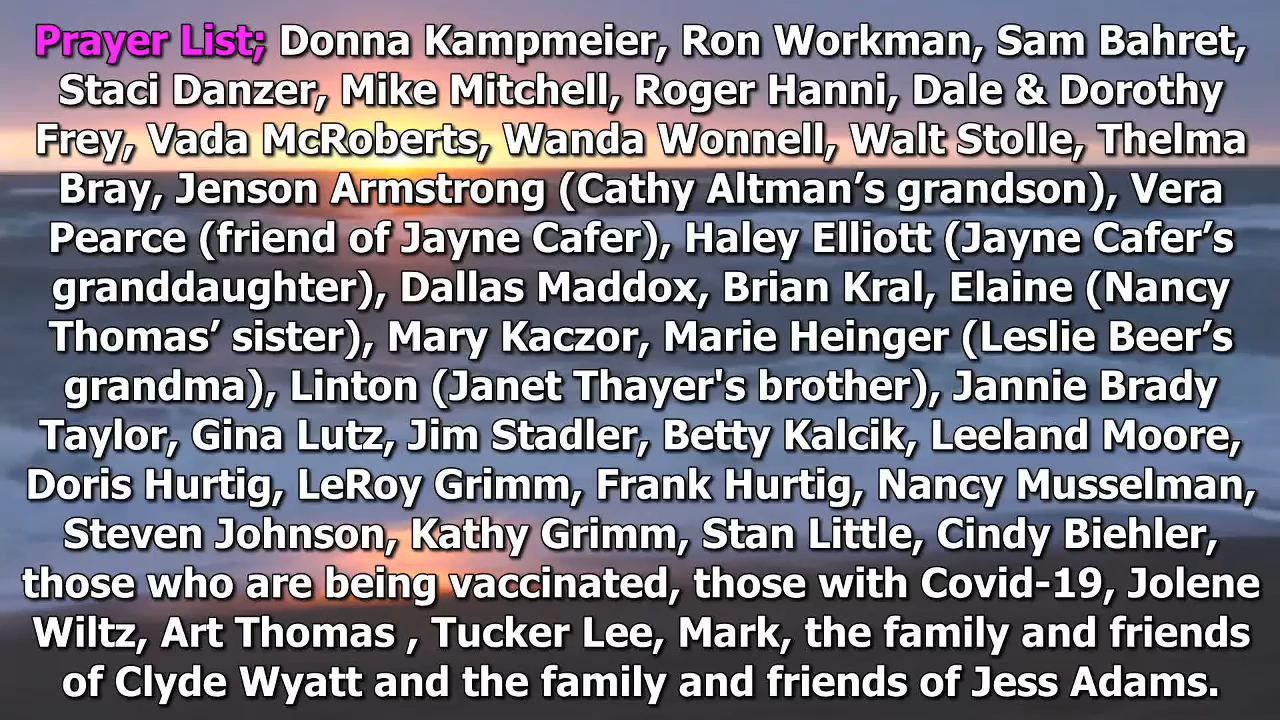 Prayer List; Donna Kampmeier, Ron Workman, Sam Bahret,
Staci Danzer, Mike Mitchell, Roger Hanni, Dale & Dorothy
Frey, Vada McRoberts, Wanda Wonnell, Walt Stolle, Thelma
Bray, Jenson Armstrong (Cathy Altman’s grandson), Vera
Pearce (friend of Jayne Cafer), Haley Elliott (Jayne Cafer’s
granddaughter), Dallas Maddox, Brian Kral, Elaine (Nancy
Thomas’ sister), Mary Kaczor, Marie Heinger (Leslie Beer’s
grandma), Linton (Janet Thayer's brother), Jannie Brady
Taylor, Gina Lutz, Jim Stadler, Betty Kalcik, Leeland Moore,
Doris Hurtig, LeRoy Grimm, Frank Hurtig, Nancy Musselman,
Steven Johnson, Kathy Grimm, Stan Little, Cindy Biehler,
those who are being vaccinated, those with Covid-19, Jolene
Wiltz, Art Thomas , Tucker Lee, Mark, the family and friends
of Clyde Wyatt and the family and friends of Jess Adams.